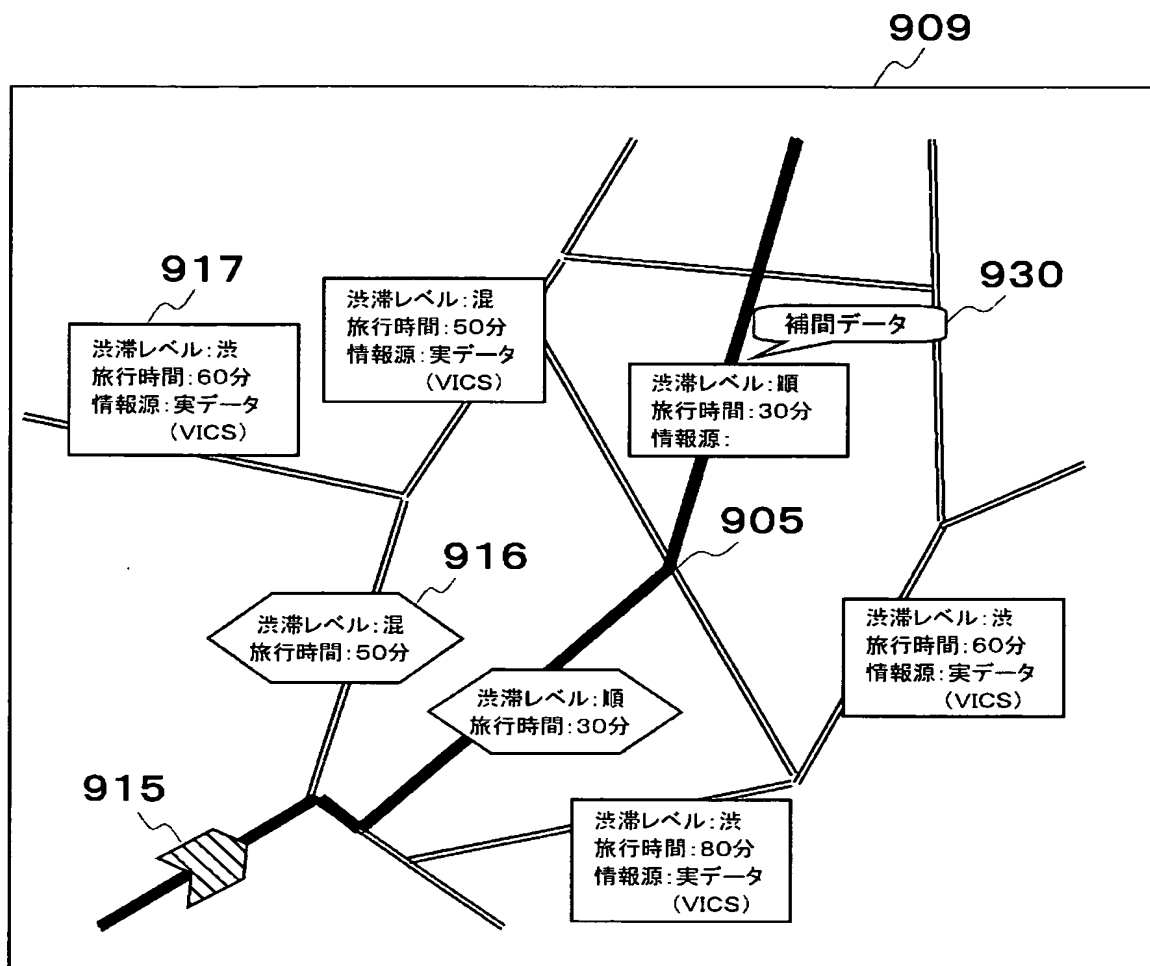 909
917
渋滞レベル:渋
旅行時間:60分
情報源:実データ
(VICS)
渋滞レベル:混
旅行時間:50分
情報源:実データ
(VICS)
930
補間データ
渋滞レベル:順
旅行時間:30分
情報源:
905
916
渋滞レベル:混
旅行時間:50分
渋滞レベル:順
旅行時間:30分
渋滞レベル:渋
旅行時間:60分
情報源:実データ
(VICS)
915
渋滞レベル:渋
旅行時間:80分
情報源:実データ
(VICS)